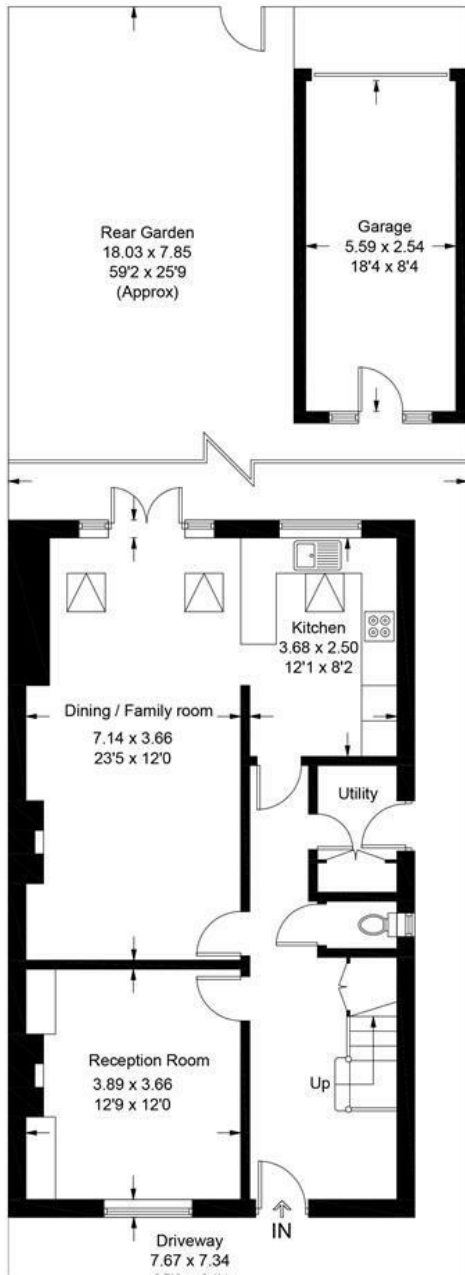 Rear Garden
18.03 x 7.85
59'2 x 25'9
(Approx)
Garage
5.59 x 2.54
18'4 x 8'4
Kitchen
3.68 x 2.50
12'1 x 8'2
Dining / Family room
7.14 x 3.66
23'5 x 12'0
Utility
Reception Room
3.89 x 3.66
12'9 x 12'0
Up
IN
Driveway
7.67 x 7.34